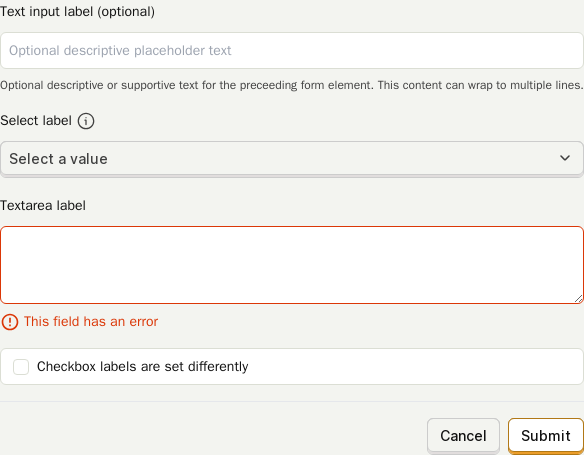 Text input label (optional)
Optional descriptive placeholder text
Optional descriptive or supportive text for the preceeding form element. This content can wrap to multiple lines.
Select label
Select a value
Textarea label
This field has an error
Checkbox labels are set differently
Cancel Submit